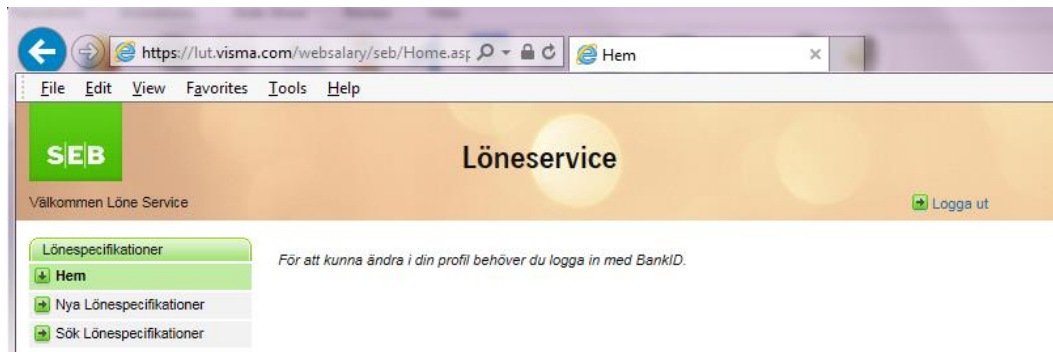 https://lut.visma.com/websalary/seb/Home.asp
Hem
File Edit View Favorites Tools Help
SEB
Löneservice
Välkommen Löne Service
Logga ut
Lönespecifikationer
För att kunna ändra i din profil behöver du logga in med BankID.
Hem
Nya Lönespecifikationer
Sök Lönespecifikationer